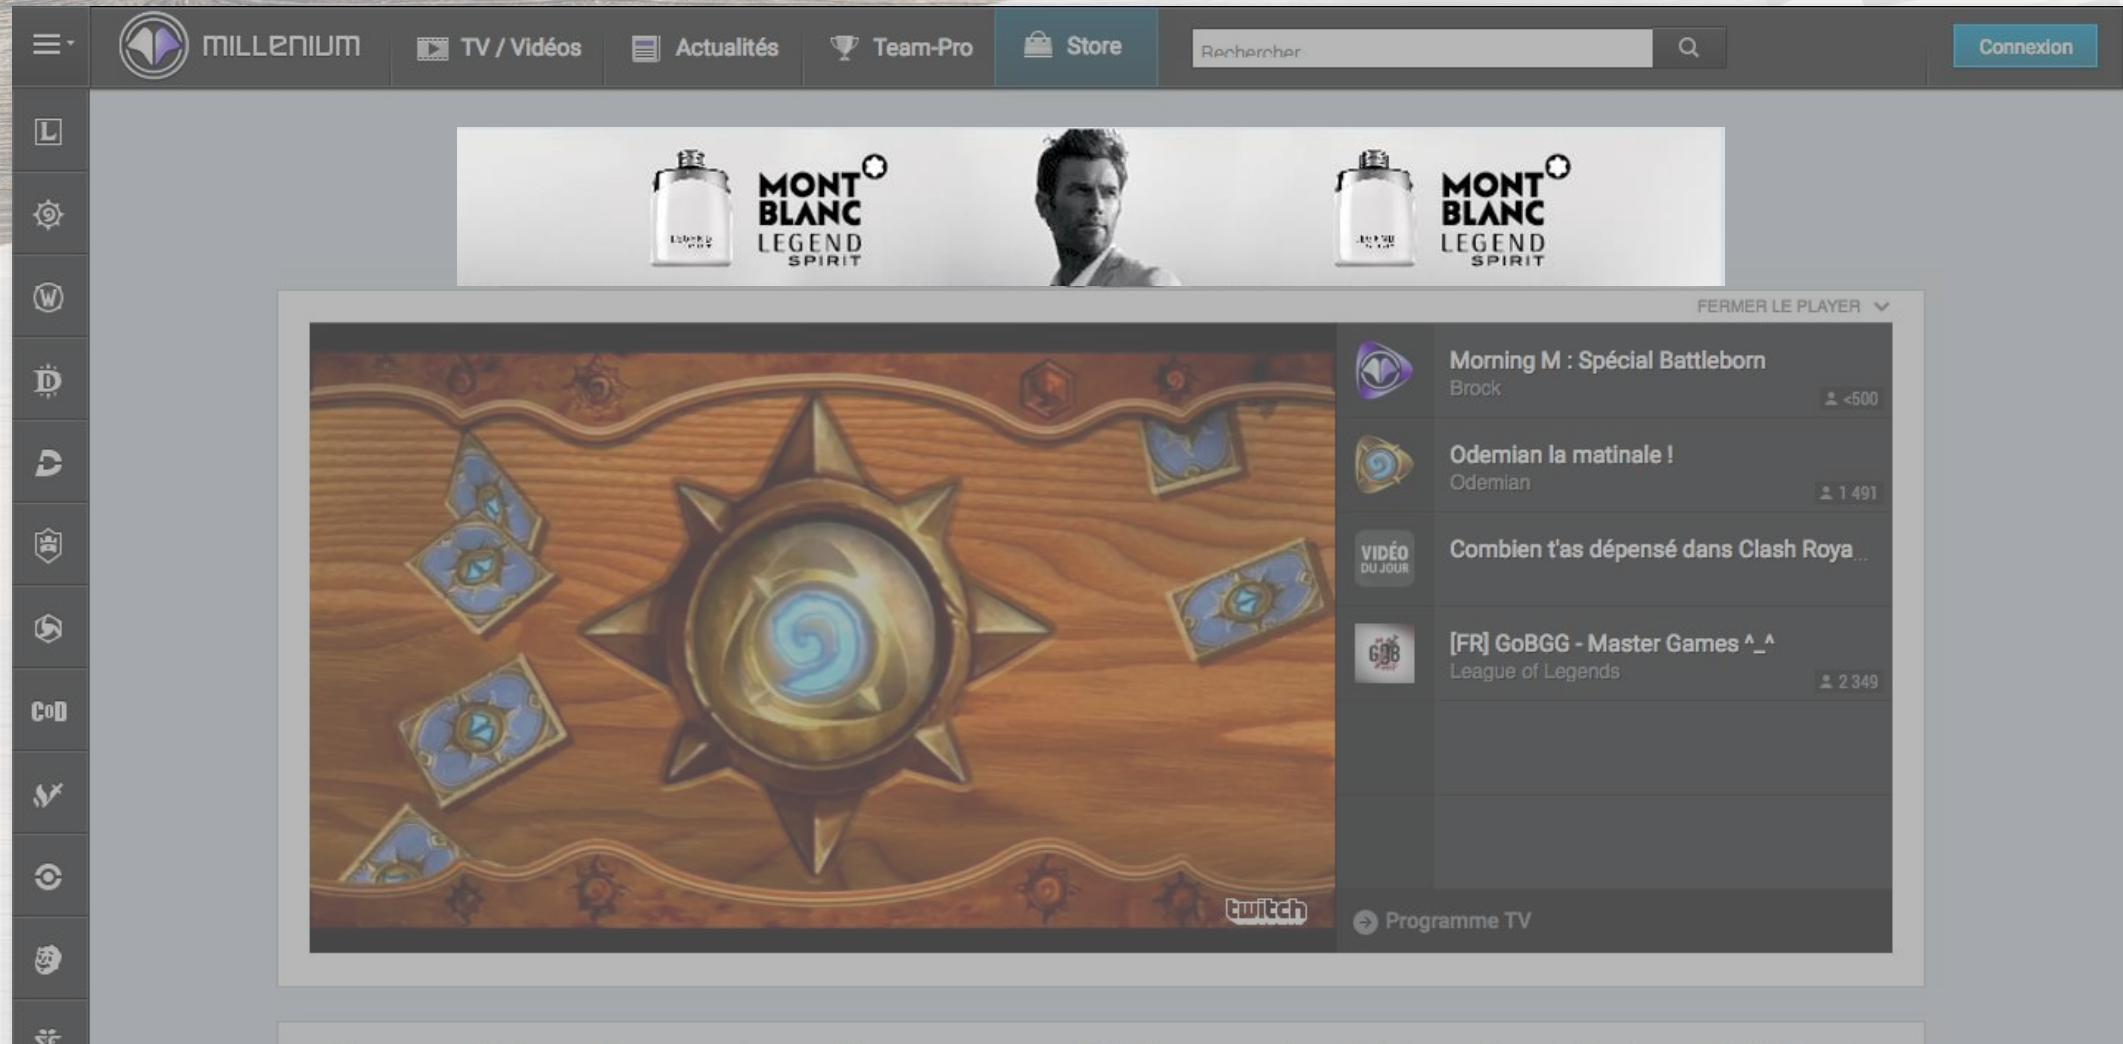 MILLENIUM
TV / Vidéos
Actualités
Team-Pro
Store
Rechercher
Connexion
L
W
D
CoD
MONT
BLANC
LEGEND
SPIRIT
LEGEND
MONT
BLANC
LEGEND
SPIRIT
LEGEND
FERMER LE PLAYER
Morning M : Spécial Battleborn
Brock
<500
Odemian la matinale !
Odemian
1 491
VIDÉO
DU JOUR
Combien t'as dépensé dans Clash Roya...
[FR] GoBGG - Master Games ^_^
League of Legends
2 349
twitch
Programme TV